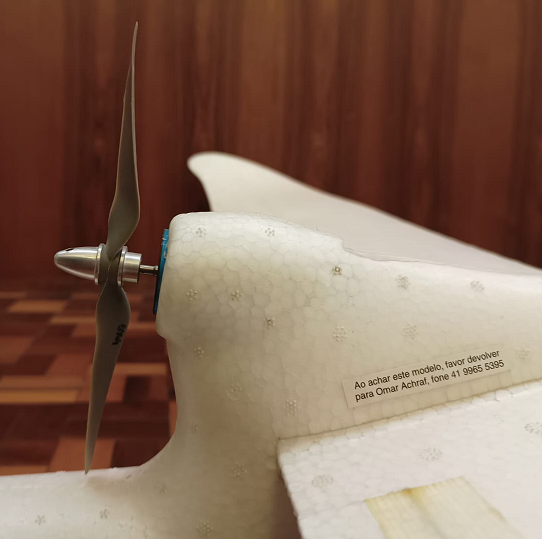 Ao achar este modelo, favor devolver
para Omar Achraf, fone 41 9965 5395